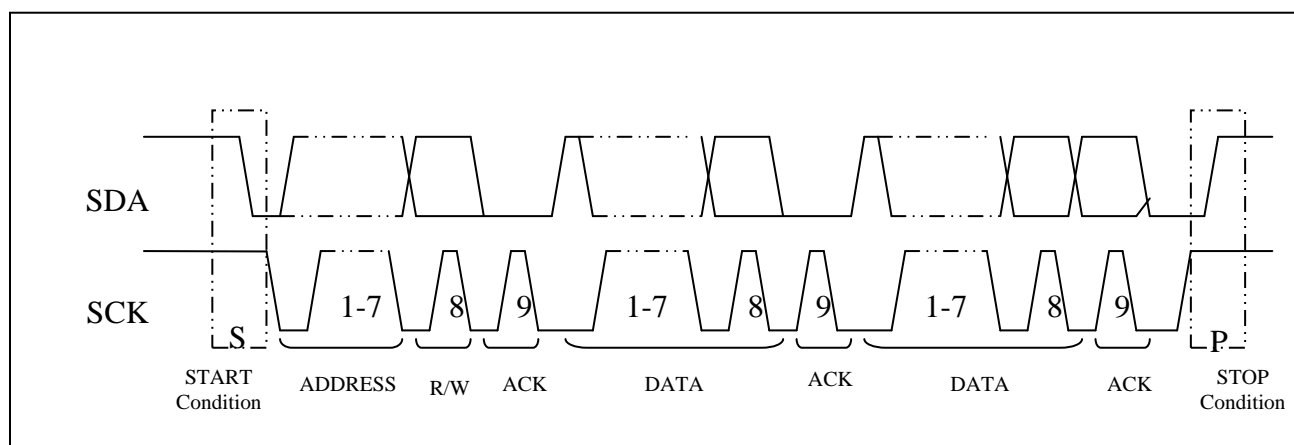 SDA
SCK
1-7
8
9
1-7
8
9
1-7
8
9
S
P
START
Condition
ADDRESS
R/W
ACK
DATA
ACK
DATA
ACK
STOP
Condition